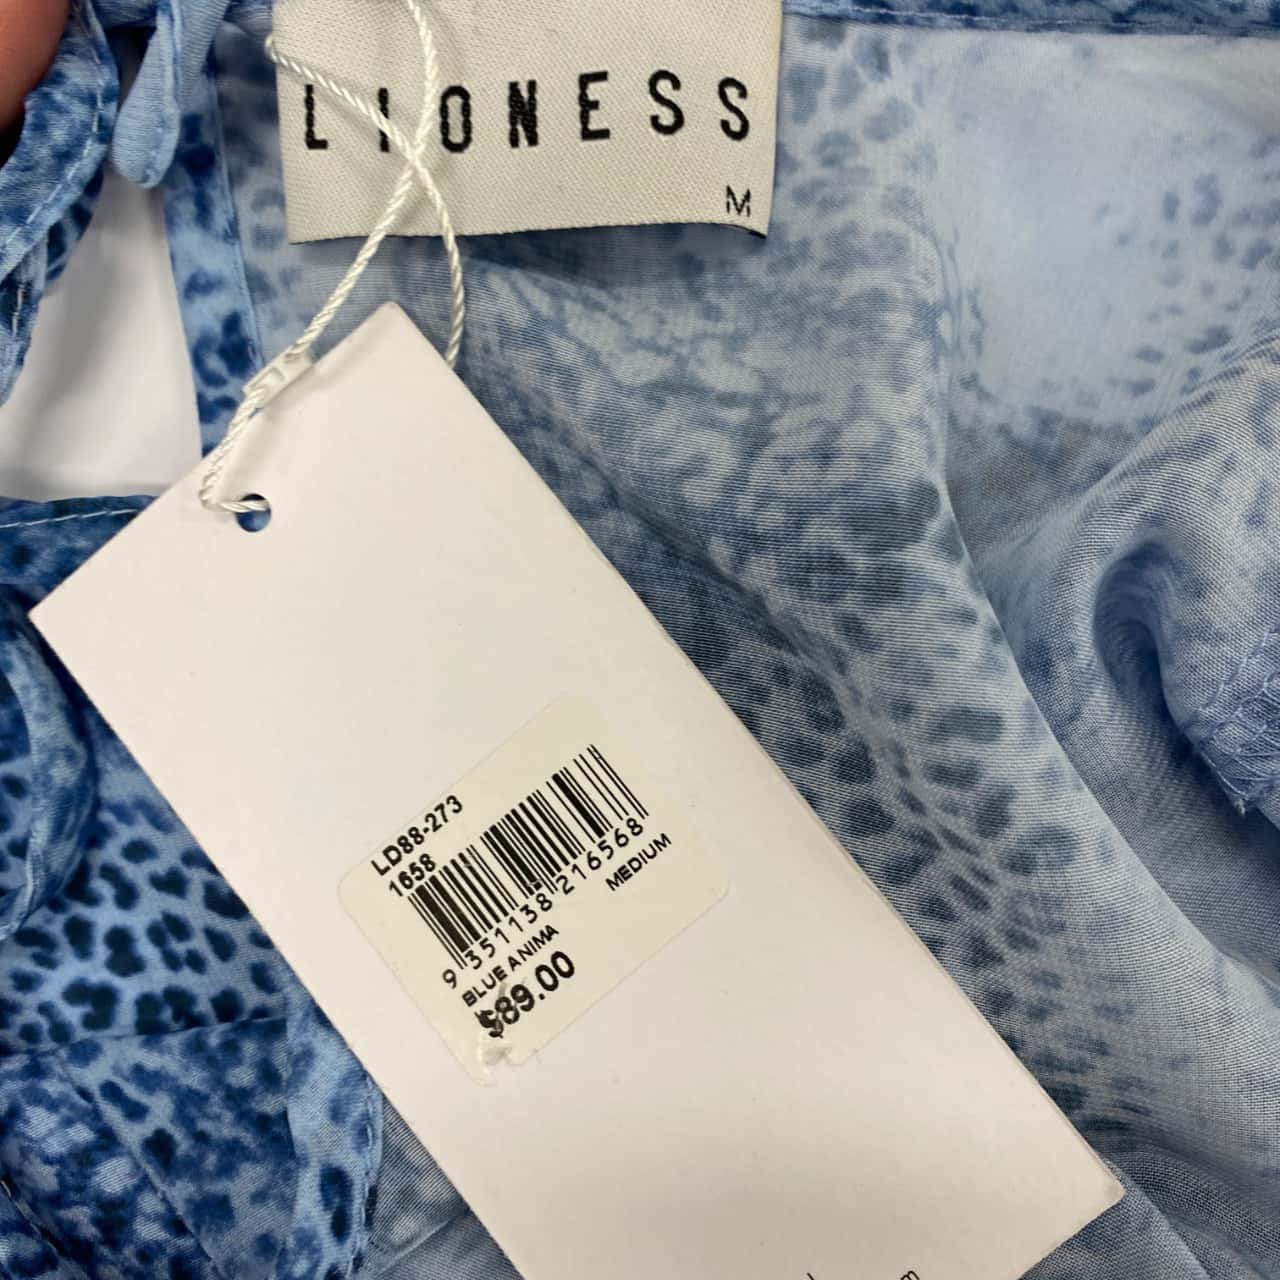 LIONESS
M
LD88-273
1658
9 351138 216568
MEDIUM
BLUE ANIMA
$89.00